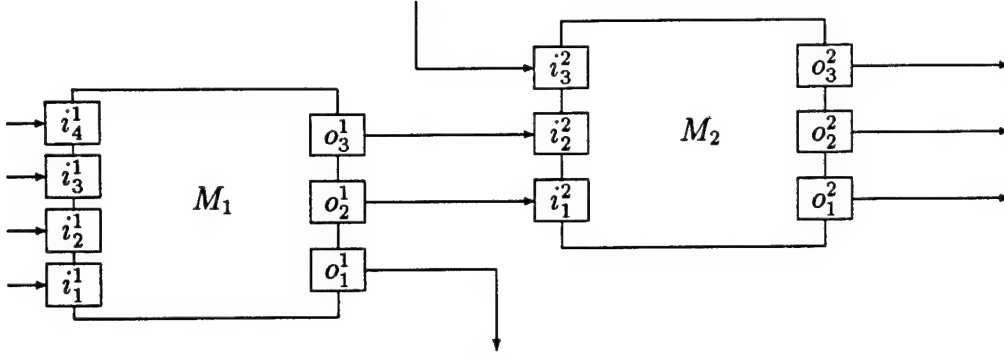 i_4^1
i_3^1
i_2^1
i_1^1
M_1
o_3^1
o_2^1
o_1^1
i_3^2
i_2^2
i_1^2
M_2
o_3^2
o_2^2
o_1^2